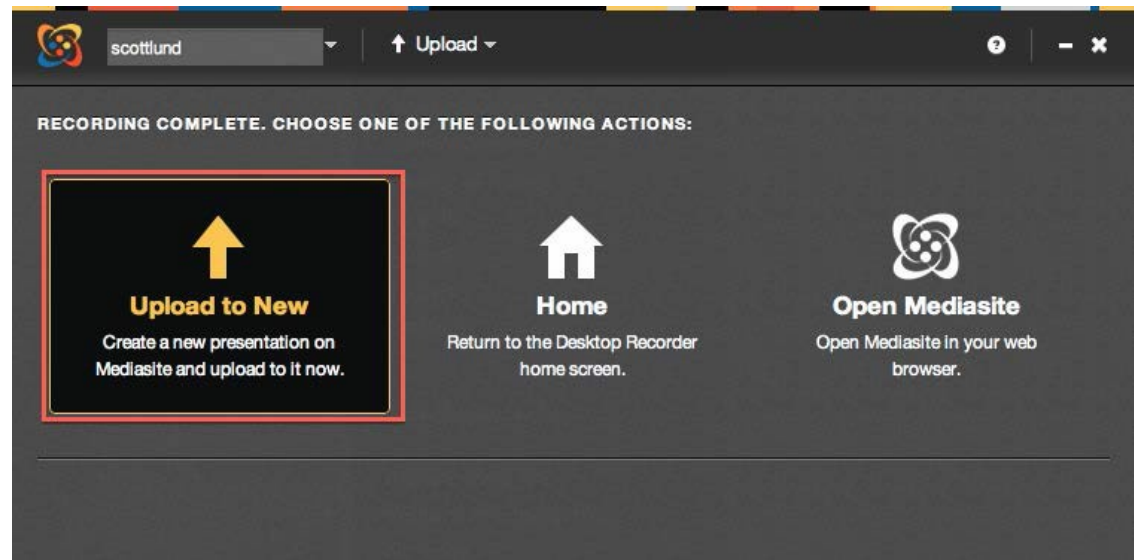 scottlund
Upload
RECORDING COMPLETE. CHOOSE ONE OF THE FOLLOWING ACTIONS:
Upload to New
Create a new presentation on
Mediasite and upload to it now.
Home
Return to the Desktop Recorder
home screen.
Open Mediasite
Open Mediasite in your web
browser.